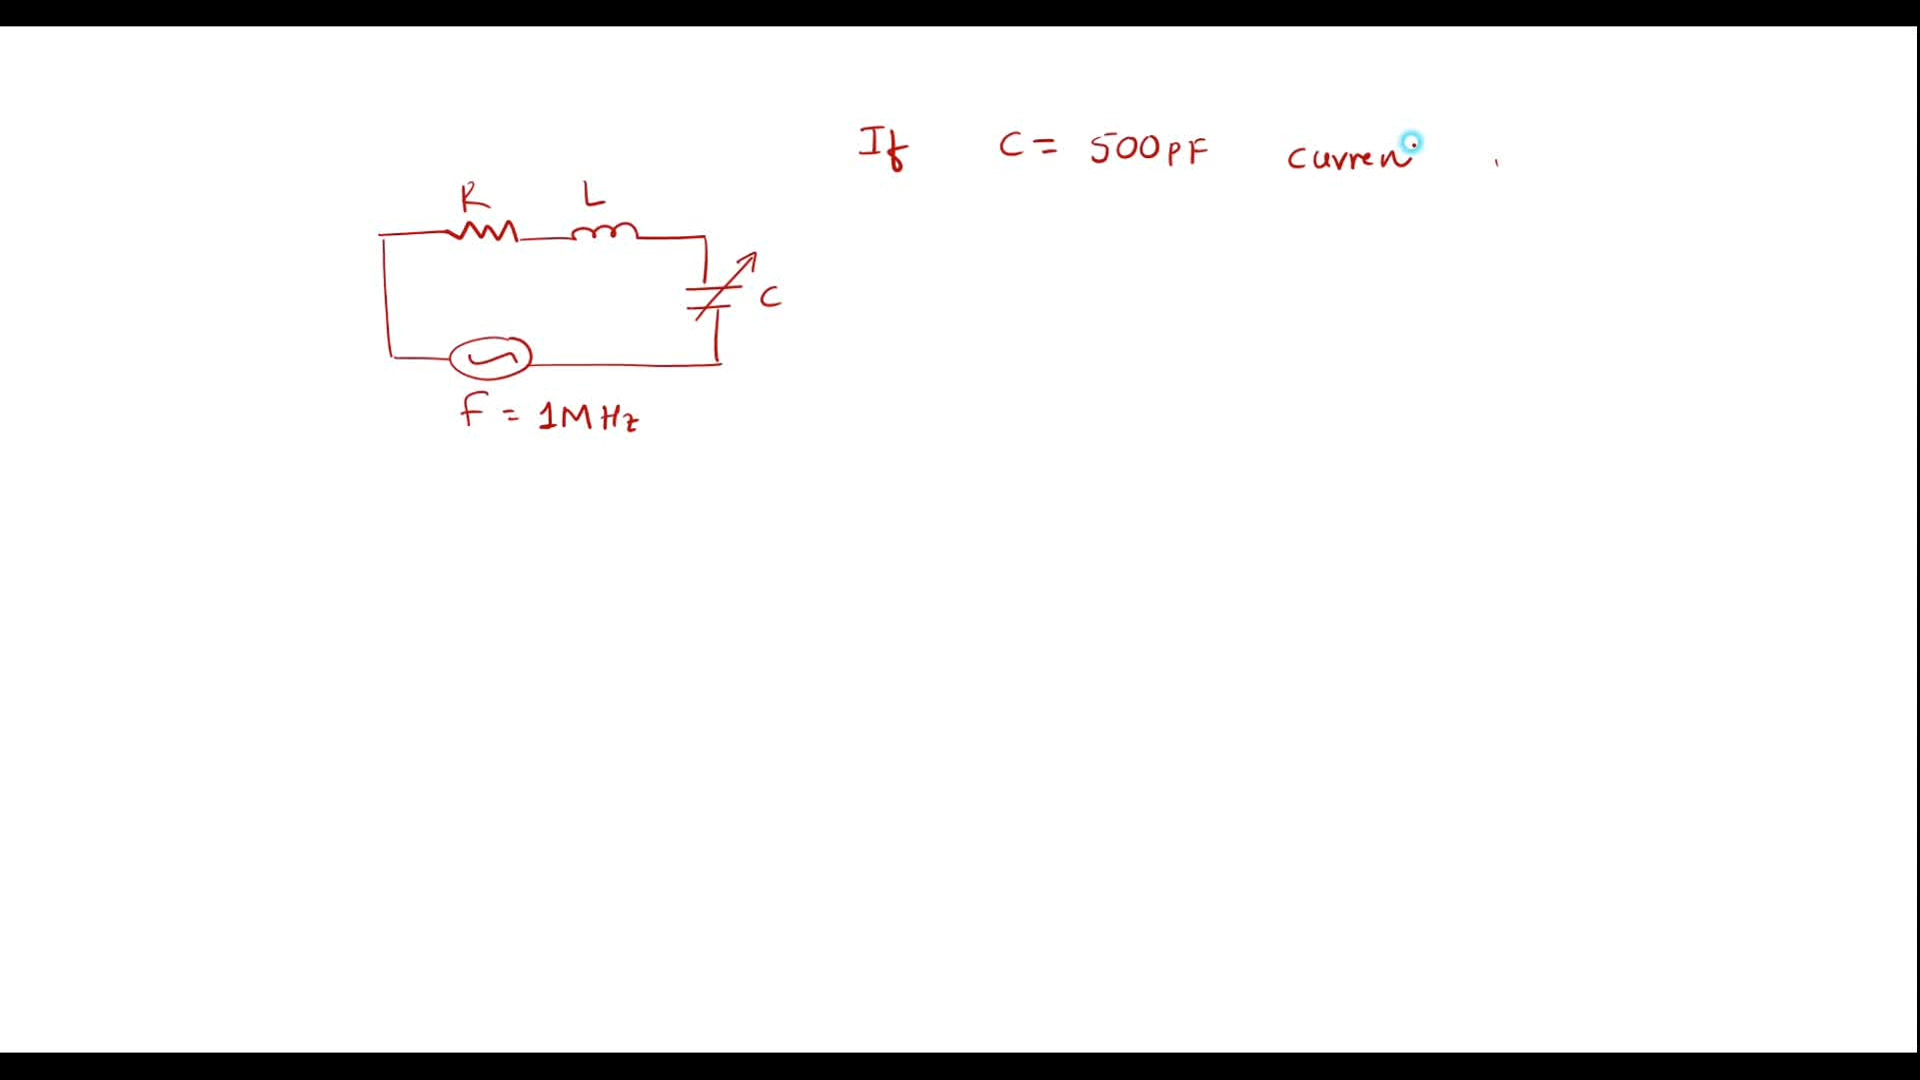 If C = 500pF curren
R L
C
F = 1MHz